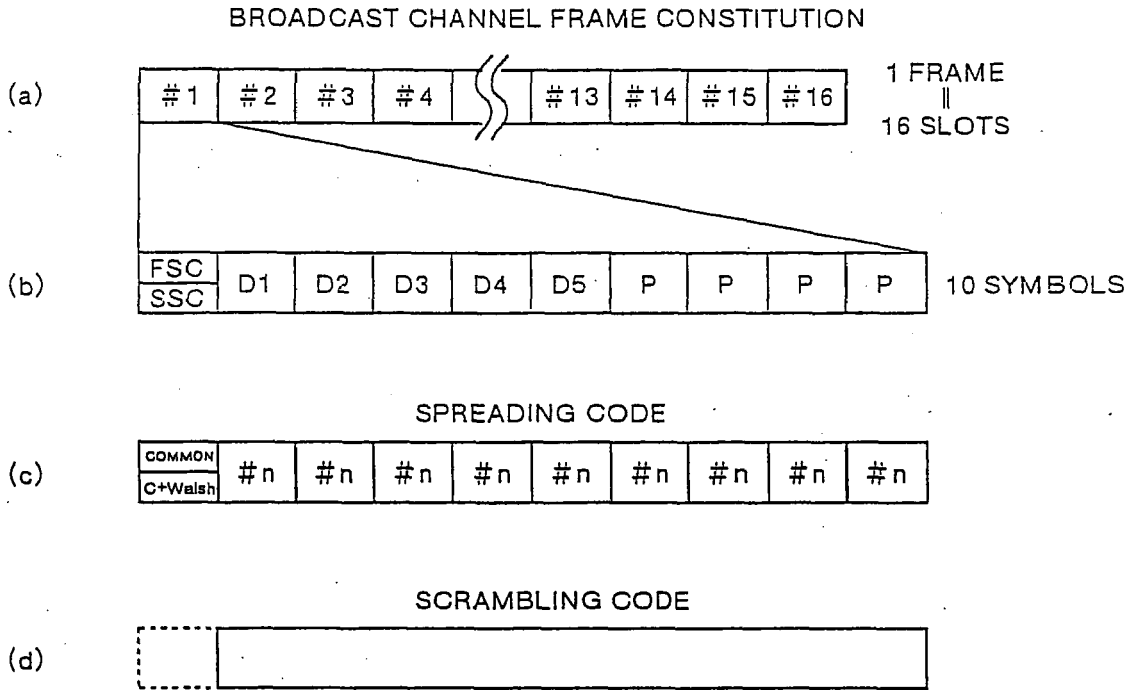 BROADCAST CHANNEL FRAME CONSTITUTION
(a) #1 #2 #3 #4 #13 #14 #15 #16 1 FRAME
||
16 SLOTS
(b) FSC SSC D1 D2 D3 D4 D5 P P P P 10 SYMBOLS
SPREADING CODE
(c) COMMON C+Walsh #n #n #n #n #n #n #n #n #n
SCRAMBLING CODE
(d)